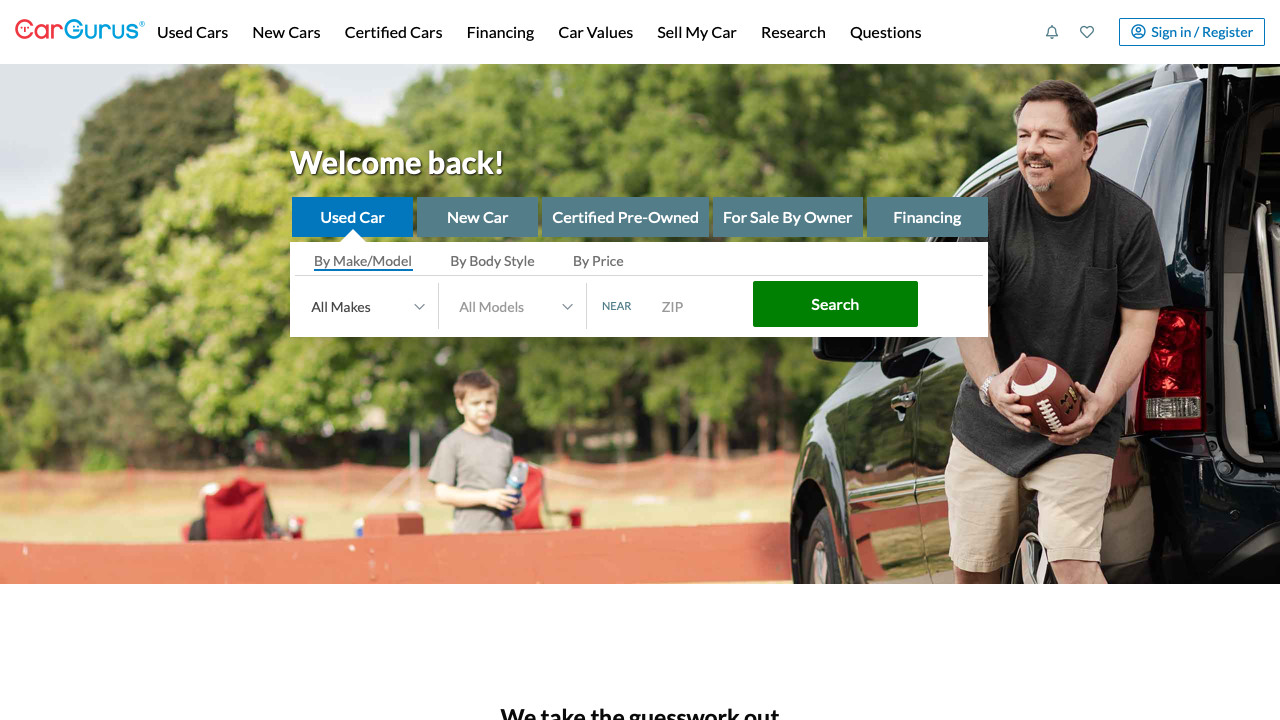 CarGurus®
Used Cars New Cars Certified Cars Financing Car Values Sell My Car Research Questions
Sign in / Register
Welcome back!
Used Car New Car Certified Pre-Owned For Sale By Owner Financing
By Make/Model By Body Style By Price
All Makes All Models NEAR ZIP Search
We take the guesswork out